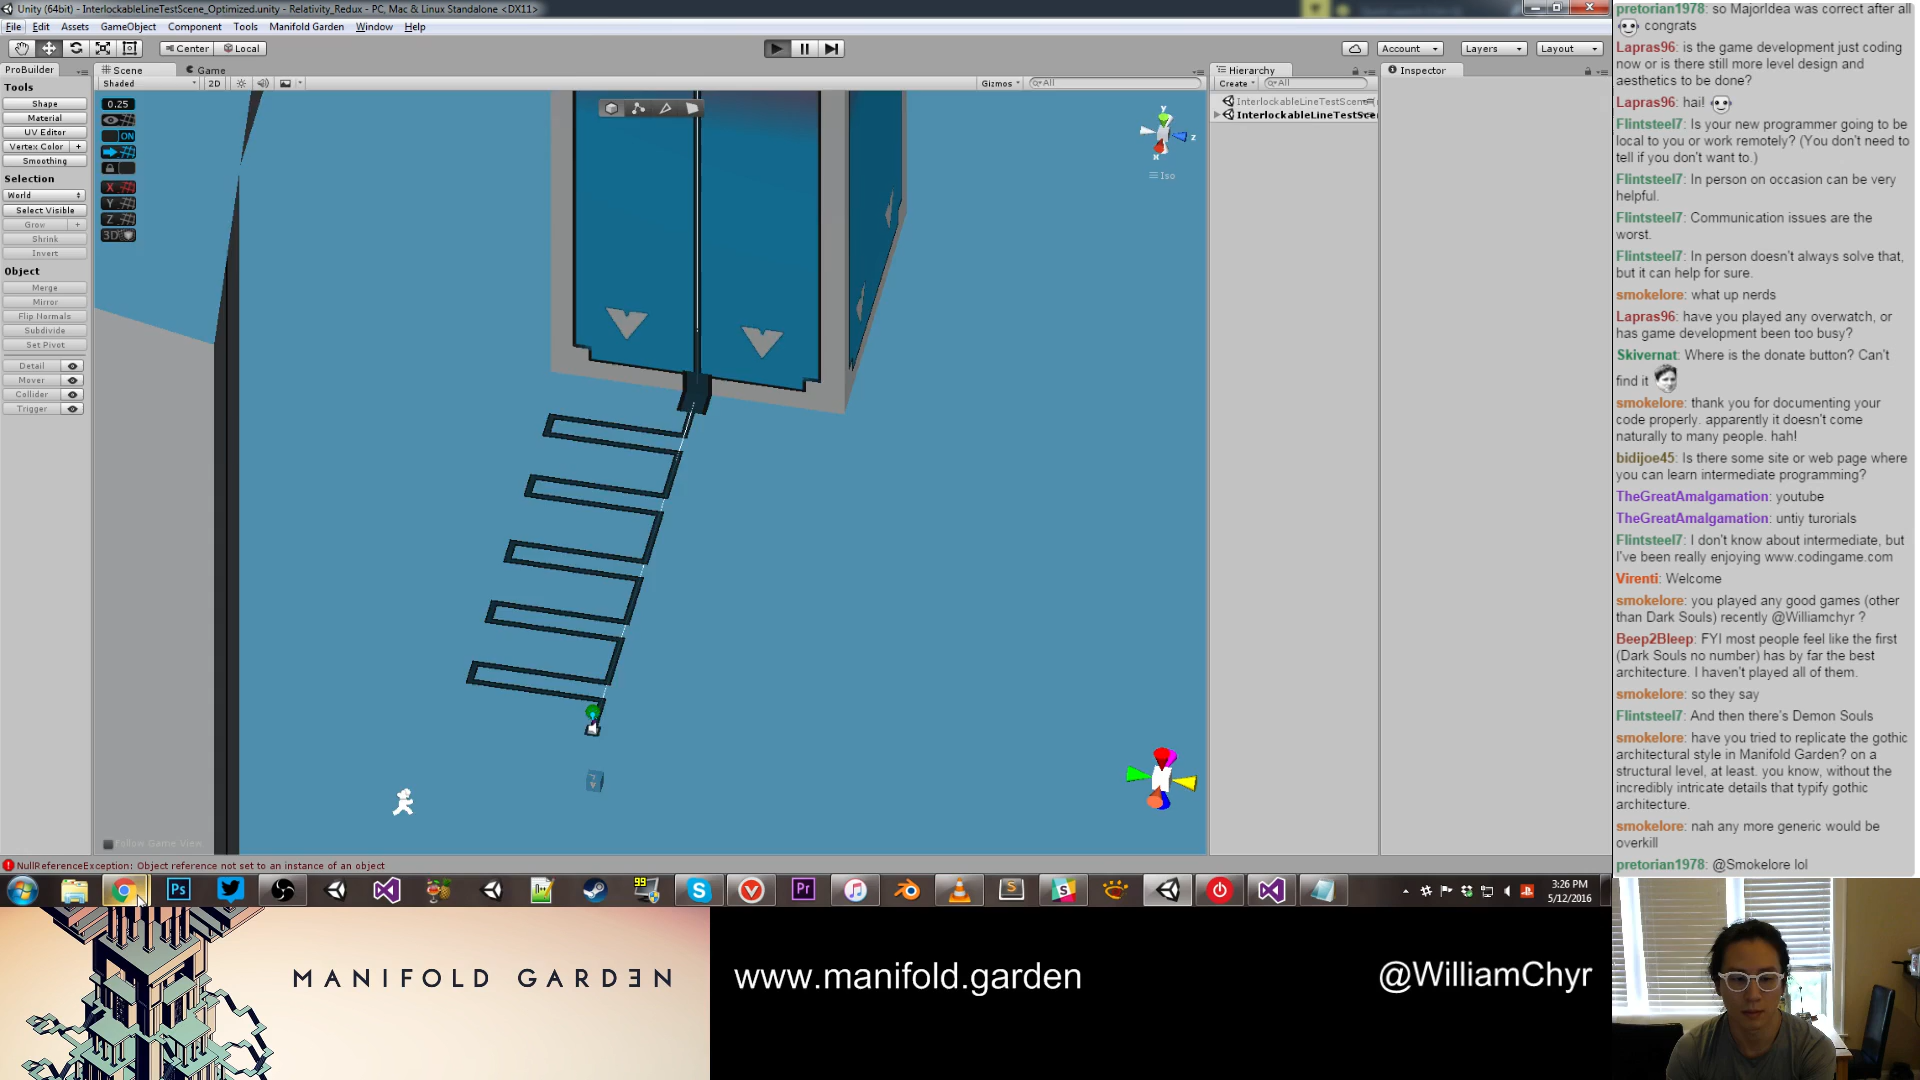 Unity (64bit) - InterlockableLineTestScene_Optimized.unity - Relativity_Redux - PC, Mac & Linux Standalone <DX11>
File Edit Assets GameObject Component Tools Manifold Garden Window Help
Center Local Account Layers Layout
ProBuilder Scene Game Hierarchy Inspector
Tools Shaded 2D Gizmos All Create All
Shape 0.25 InterlockableLineTestScene
Material InterlockableLineTestSce
UV Editor ON
Vertex Color +
Smoothing
Selection
World X
Select Visible Y
Grow + Z
Shrink 3D
Invert
Object
Merge
Mirror
Flip Normals
Subdivide
Set Pivot
Detail
Mover
Collider
Trigger
y
z
x
Iso
Follow Game View
NullReferenceException: Object reference not set to an instance of an object
Ps 99 Pr
3:26 PM
5/12/2016
pretorian1978: so MajorIdea was correct after all
congrats
Lapras96: is the game development just coding
now or is there still more level design and
aesthetics to be done?
Lapras96: hai!
Flintsteel7: Is your new programmer going to be
local to you or work remotely? (You don't need to
tell if you don't want to.)
Flintsteel7: In person on occasion can be very
helpful.
Flintsteel7: Communication issues are the
worst.
Flintsteel7: In person doesn't always solve that,
but it can help for sure.
smokelore: what up nerds
Lapras96: have you played any overwatch, or
has game development been too busy?
Skivernat: Where is the donate button? Can't
find it
smokelore: thank you for documenting your
code properly. apparently it doesn't come
naturally to many people. hah!
bidijoe45: Is there some site or web page where
you can learn intermediate programming?
TheGreatAmalgamation: youtube
TheGreatAmalgamation: untiy turorials
Flintsteel7: I don't know about intermediate, but
I've been really enjoying www.codingame.com
Virenti: Welcome
smokelore: you played any good games (other
than Dark Souls) recently @Williamchyr ?
Beep2Bleep: FYI most people feel like the first
(Dark Souls no number) has by far the best
architecture. I haven't played all of them.
smokelore: so they say
Flintsteel7: And then there's Demon Souls
smokelore: have you tried to replicate the gothic
architectural style in Manifold Garden? on a
structural level, at least. you know, without the
incredibly intricate details that typify gothic
architecture.
smokelore: nah any more generic would be
overkill
pretorian1978: @Smokelore lol
MANIFOLD GARDƎN
www.manifold.garden
@WilliamChyr